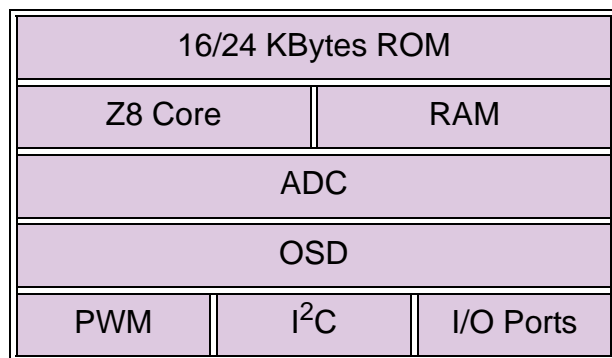 16/24 KBytes ROM
Z8 Core RAM
ADC
OSD
PWM I²C I/O Ports